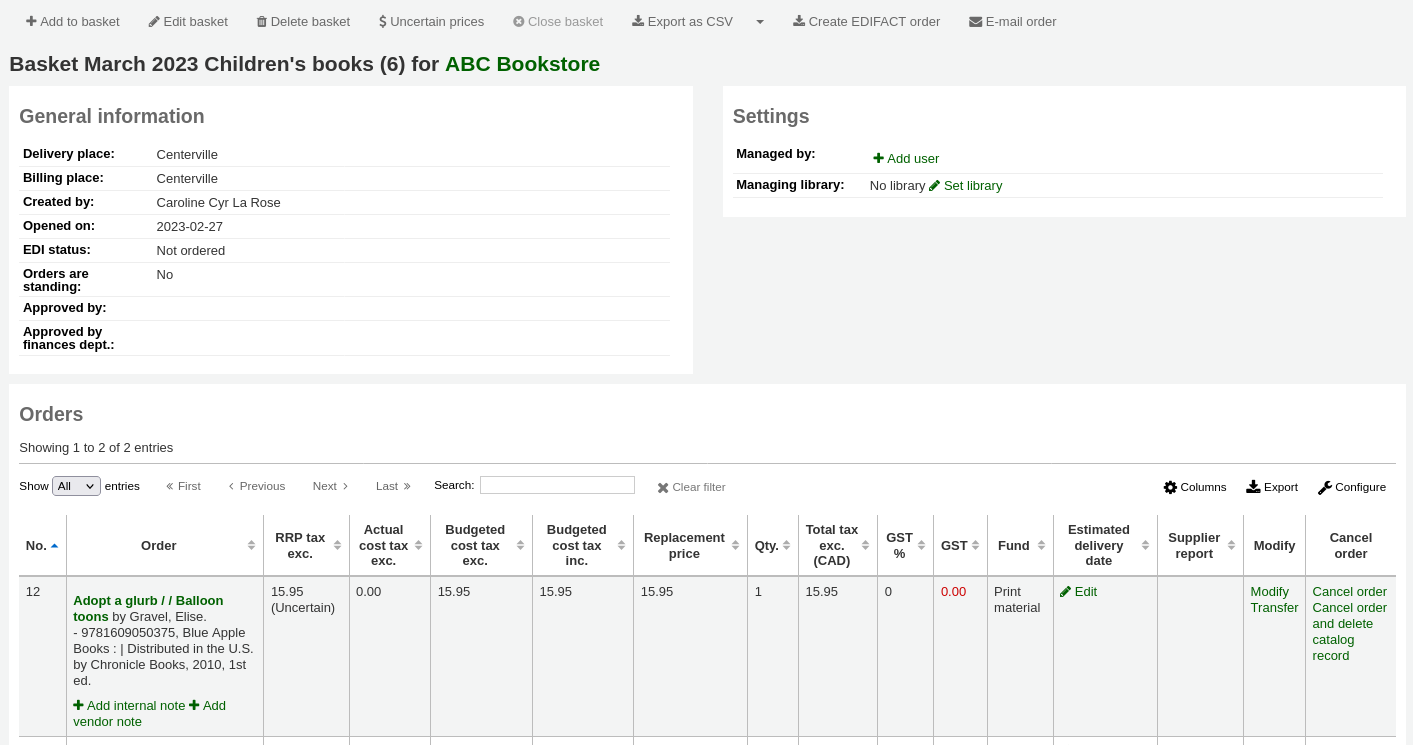 Add to basket Edit basket Delete basket Uncertain prices Close basket Export as CSV Create EDIFACT order E-mail order
Basket March 2023 Children's books (6) for ABC Bookstore
General information
Delivery place: Centerville
Billing place: Centerville
Created by: Caroline Cyr La Rose
Opened on: 2023-02-27
EDI status: Not ordered
Orders are No
standing:
Approved by:
Approved by
finances dept.:
Settings
Managed by: Add user
Managing library: No library Set library
Orders
Showing 1 to 2 of 2 entries
Show All entries First Previous Next Last Search: Clear filter Columns Export Configure
No.
Order
RRP tax
exc.
Actual
cost tax
exc.
Budgeted
cost tax
exc.
Budgeted
cost tax
inc.
Replacement
price
Qty.
Total tax
exc.
(CAD)
GST
%
GST
Fund
Estimated
delivery
date
Supplier
report
Modify
Cancel
order
12
Adopt a glurb / / Balloon
toons by Gravel, Elise.
- 9781609050375, Blue Apple
Books : | Distributed in the U.S.
by Chronicle Books, 2010, 1st
ed.
Add internal note Add
vendor note
15.95
(Uncertain)
0.00
15.95
15.95
15.95
1
15.95
0
0.00
Print
material
Edit
Modify
Transfer
Cancel order
Cancel order
and delete
catalog
record